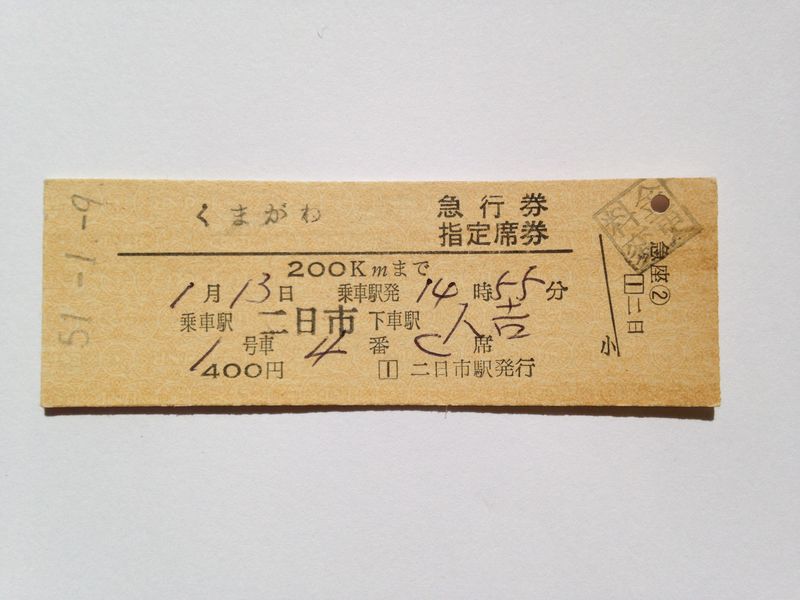 51-1.-9
くまがわ
急行券
指定席券
200Kmまで
1月13日 乗車駅発 14時55分
乗車駅 二日市 下車駅 人吉
1号車 4番C席
400円 □Ⅰ 二日市駅発行
急座②
□Ⅰ二日
小